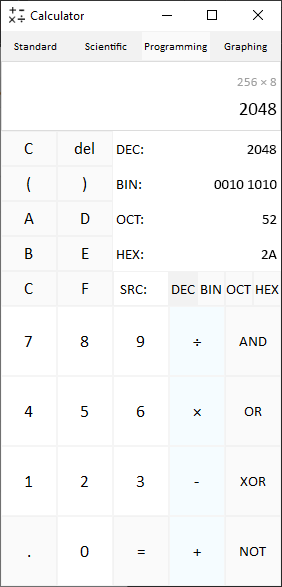 Calculator
Standard Scientific Programming Graphing
256 × 8
2048
C del DEC: 2048
( ) BIN: 0010 1010
A D OCT: 52
B E HEX: 2A
C F SRC: DEC BIN OCT HEX
7 8 9 ÷ AND
4 5 6 × OR
1 2 3 - XOR
. 0 = + NOT